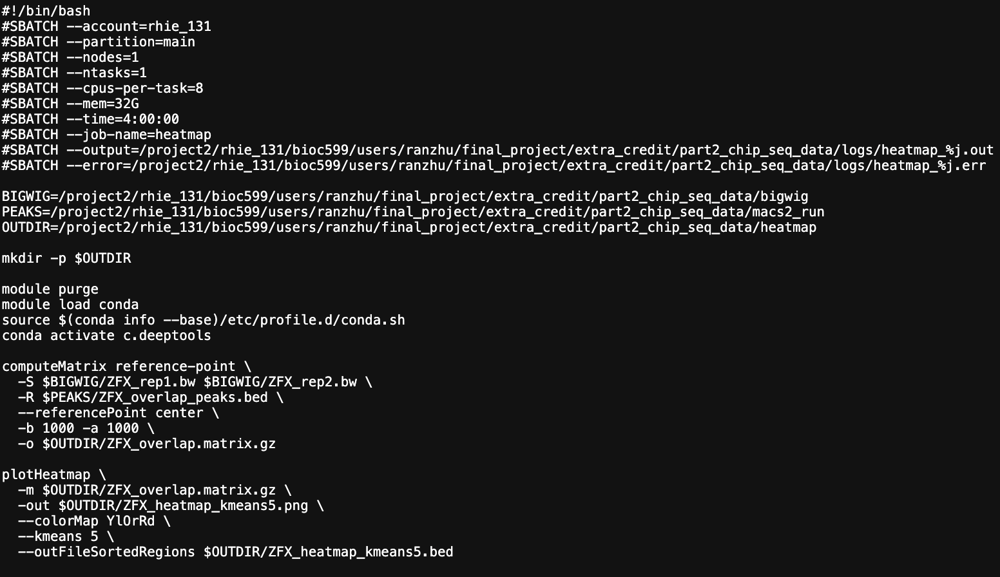 #!/bin/bash
#SBATCH --account=rhie_131
#SBATCH --partition=main
#SBATCH --nodes=1
#SBATCH --ntasks=1
#SBATCH --cpus-per-task=8
#SBATCH --mem=32G
#SBATCH --time=4:00:00
#SBATCH --job-name=heatmap
#SBATCH --output=/project2/rhie_131/bioc599/users/ranzhu/final_project/extra_credit/part2_chip_seq_data/logs/heatmap_%j.out
#SBATCH --error=/project2/rhie_131/bioc599/users/ranzhu/final_project/extra_credit/part2_chip_seq_data/logs/heatmap_%j.err

BIGWIG=/project2/rhie_131/bioc599/users/ranzhu/final_project/extra_credit/part2_chip_seq_data/bigwig
PEAKS=/project2/rhie_131/bioc599/users/ranzhu/final_project/extra_credit/part2_chip_seq_data/macs2_run
OUTDIR=/project2/rhie_131/bioc599/users/ranzhu/final_project/extra_credit/part2_chip_seq_data/heatmap

mkdir -p $OUTDIR

module purge
module load conda
source $(conda info --base)/etc/profile.d/conda.sh
conda activate c.deeptools

computeMatrix reference-point \
  -S $BIGWIG/ZFX_rep1.bw $BIGWIG/ZFX_rep2.bw \
  -R $PEAKS/ZFX_overlap_peaks.bed \
  --referencePoint center \
  -b 1000 -a 1000 \
  -o $OUTDIR/ZFX_overlap.matrix.gz

plotHeatmap \
  -m $OUTDIR/ZFX_overlap.matrix.gz \
  -out $OUTDIR/ZFX_heatmap_kmeans5.png \
  --colorMap YlOrRd \
  --kmeans 5 \
  --outFileSortedRegions $OUTDIR/ZFX_heatmap_kmeans5.bed